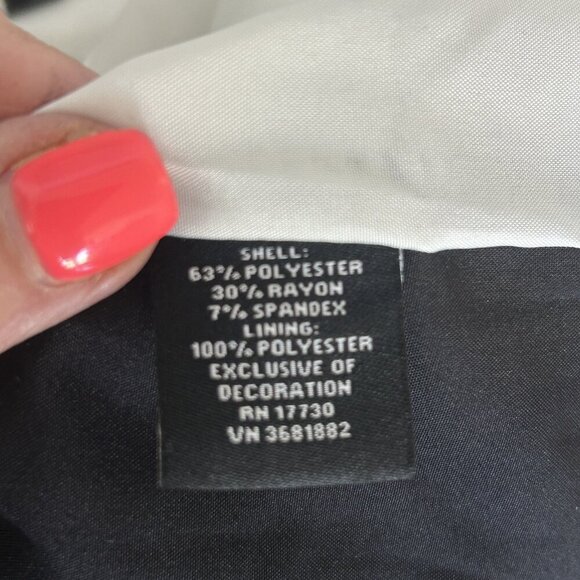 SHELL:
63% POLYESTER
30% RAYON
7% SPANDEX
LINING:
100% POLYESTER
EXCLUSIVE OF
DECORATION
RN 17730
VN 3681882